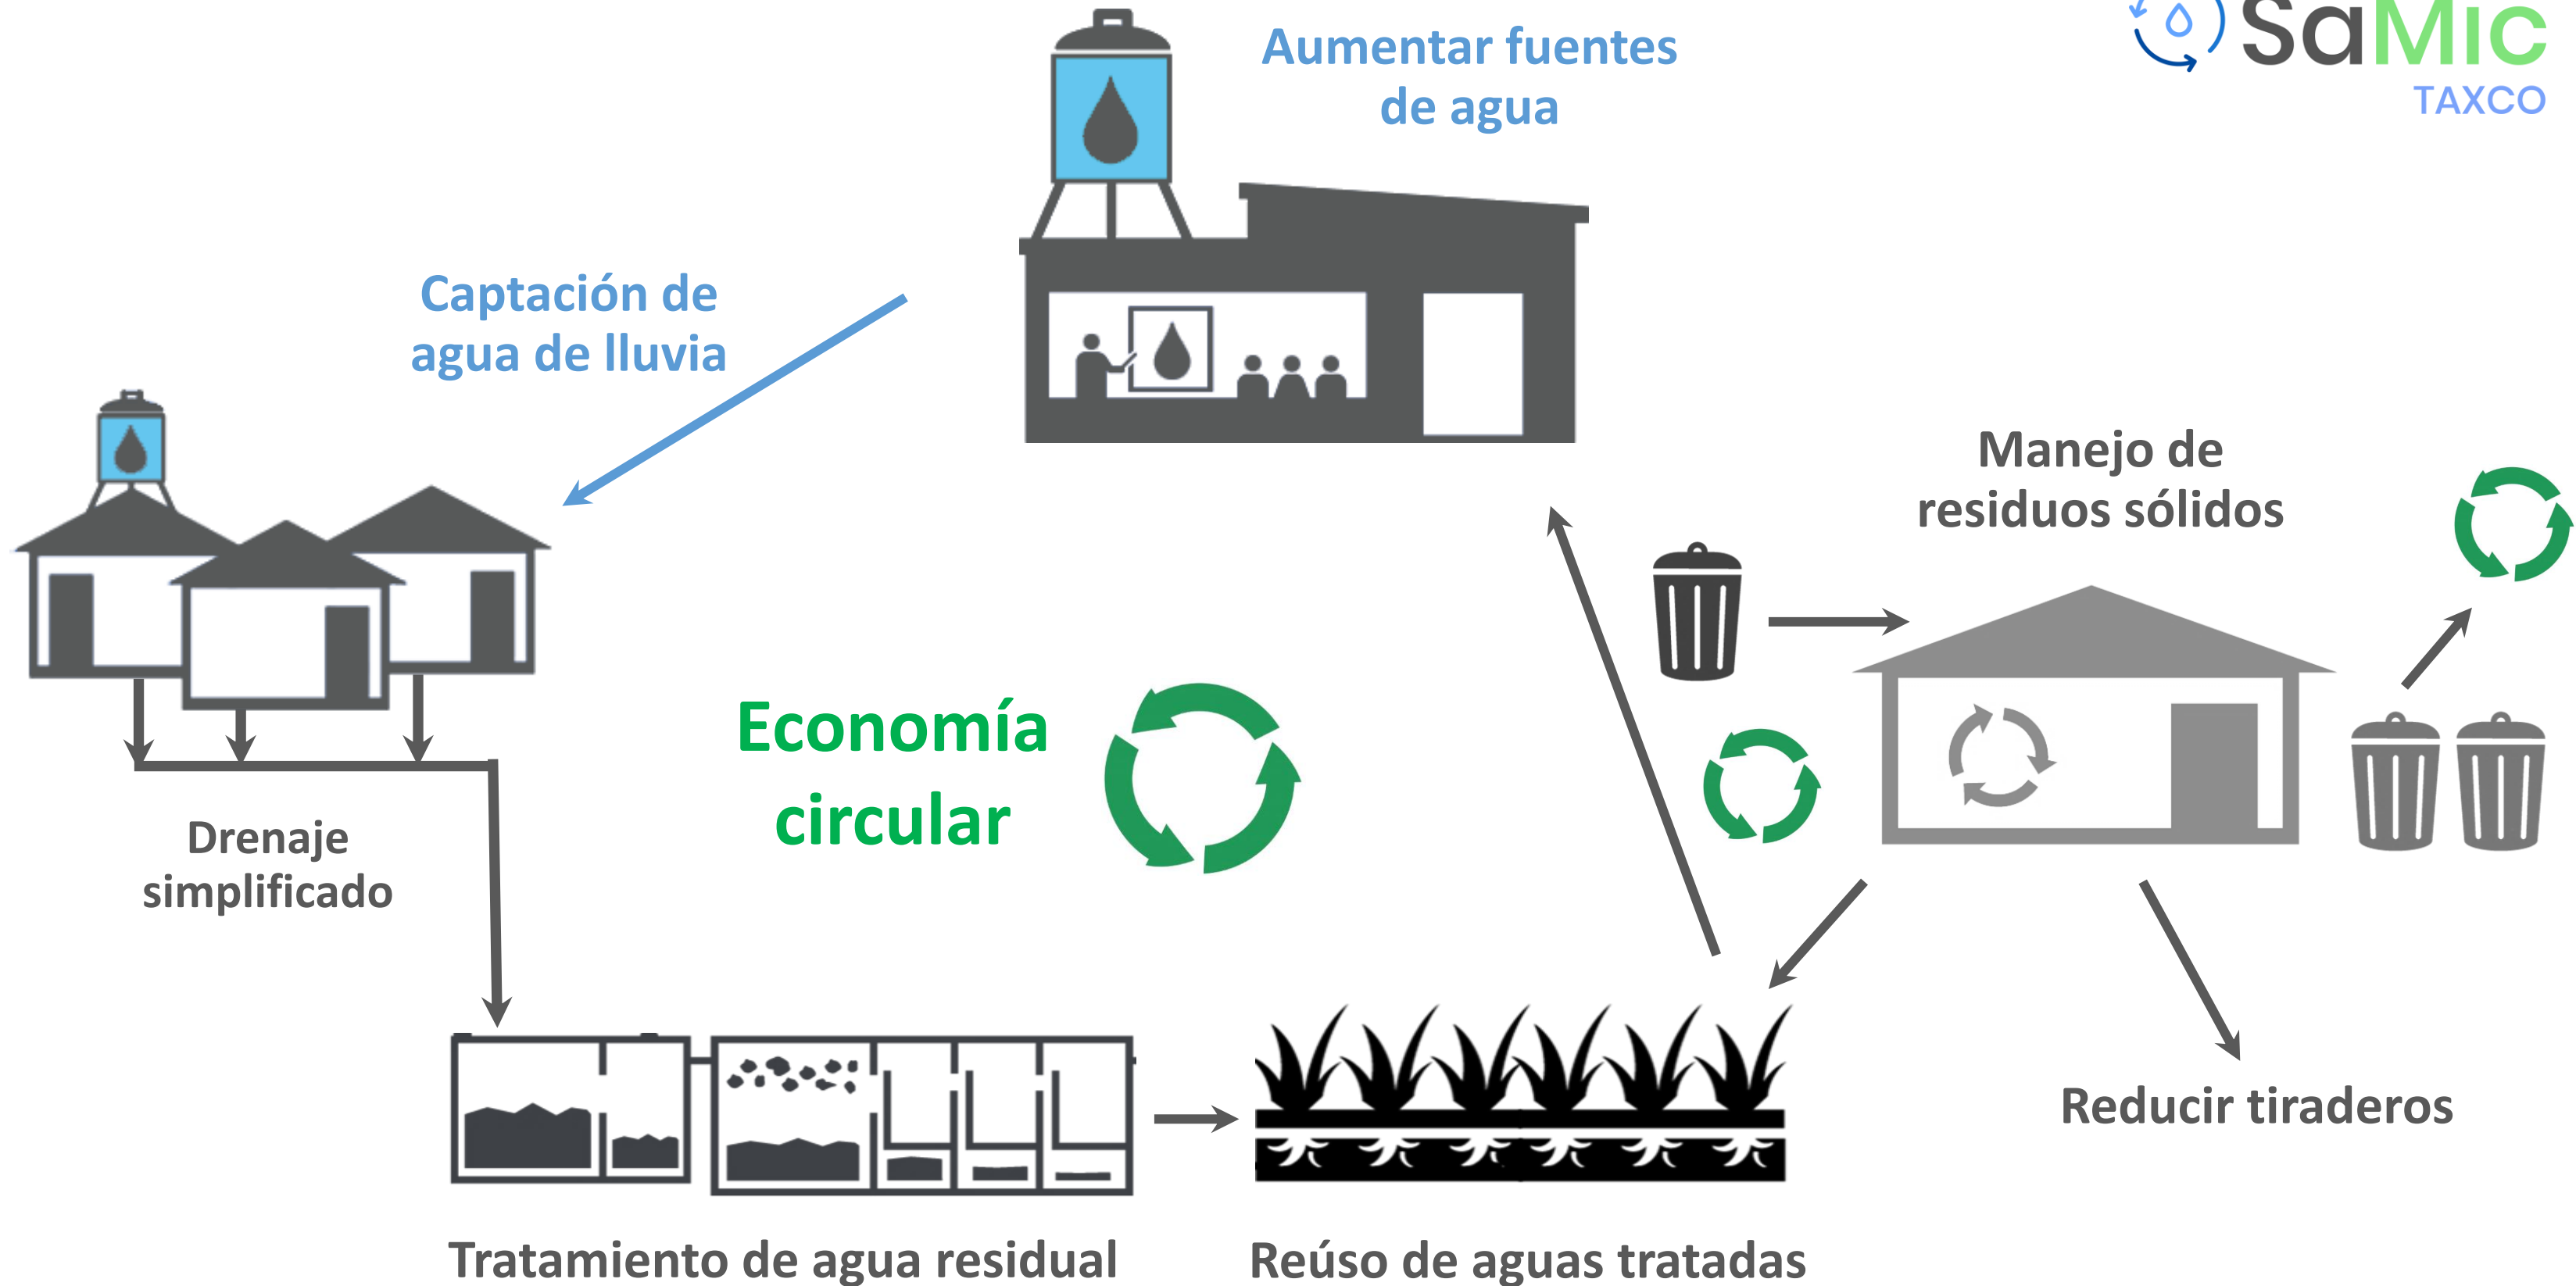 Aumentar fuentes
de agua
SaMic
TAXCO
Captación de
agua de lluvia
Manejo de
residuos sólidos
Economía
circular
Drenaje
simplificado
Reducir tiraderos
Tratamiento de agua residual
Reúso de aguas tratadas